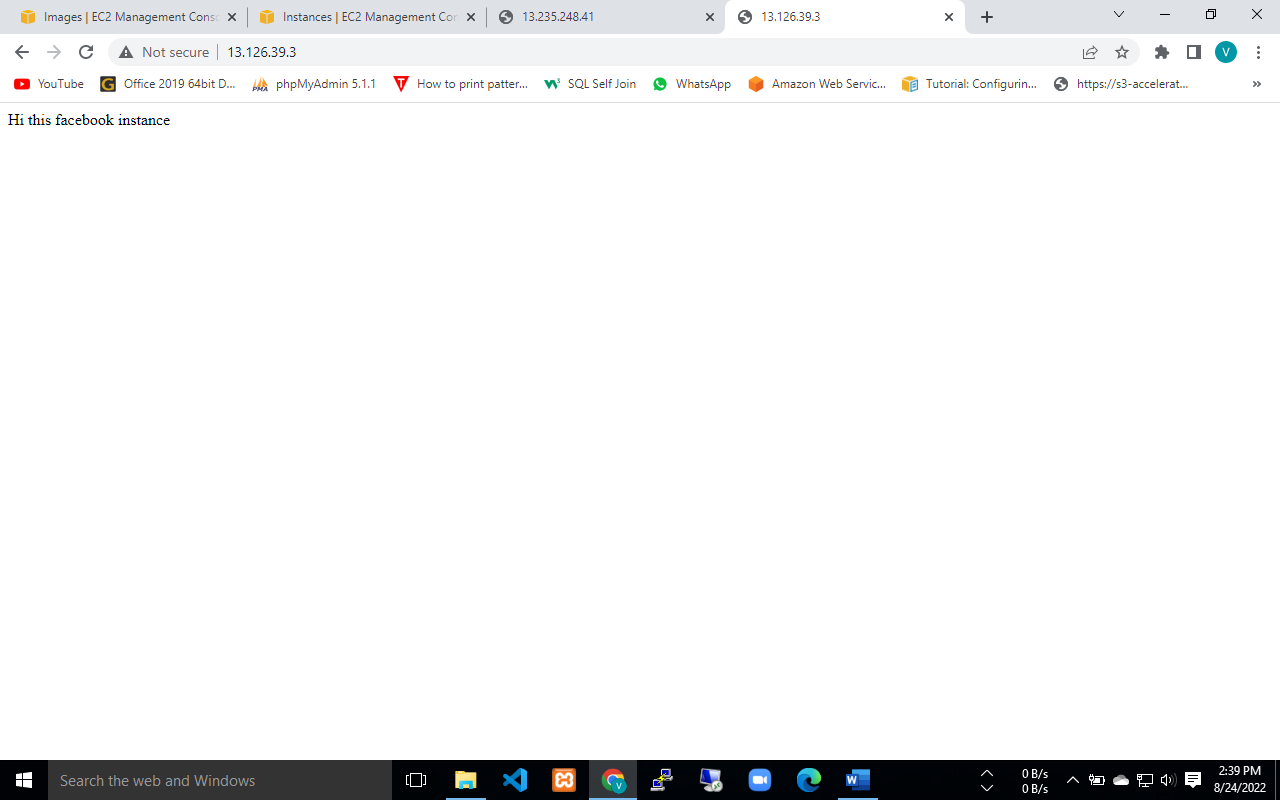 Images | EC2 Management Cons
Instances | EC2 Management Con
13.235.248.41
13.126.39.3
Not secure
13.126.39.3
V
YouTube
Office 2019 64bit D...
phpMyAdmin 5.1.1
How to print patter...
SQL Self Join
WhatsApp
Amazon Web Servic...
Tutorial: Configurin...
https://s3-accelerat...
»
Hi this facebook instance
Search the web and Windows
0 B/s
0 B/s
2:39 PM
8/24/2022